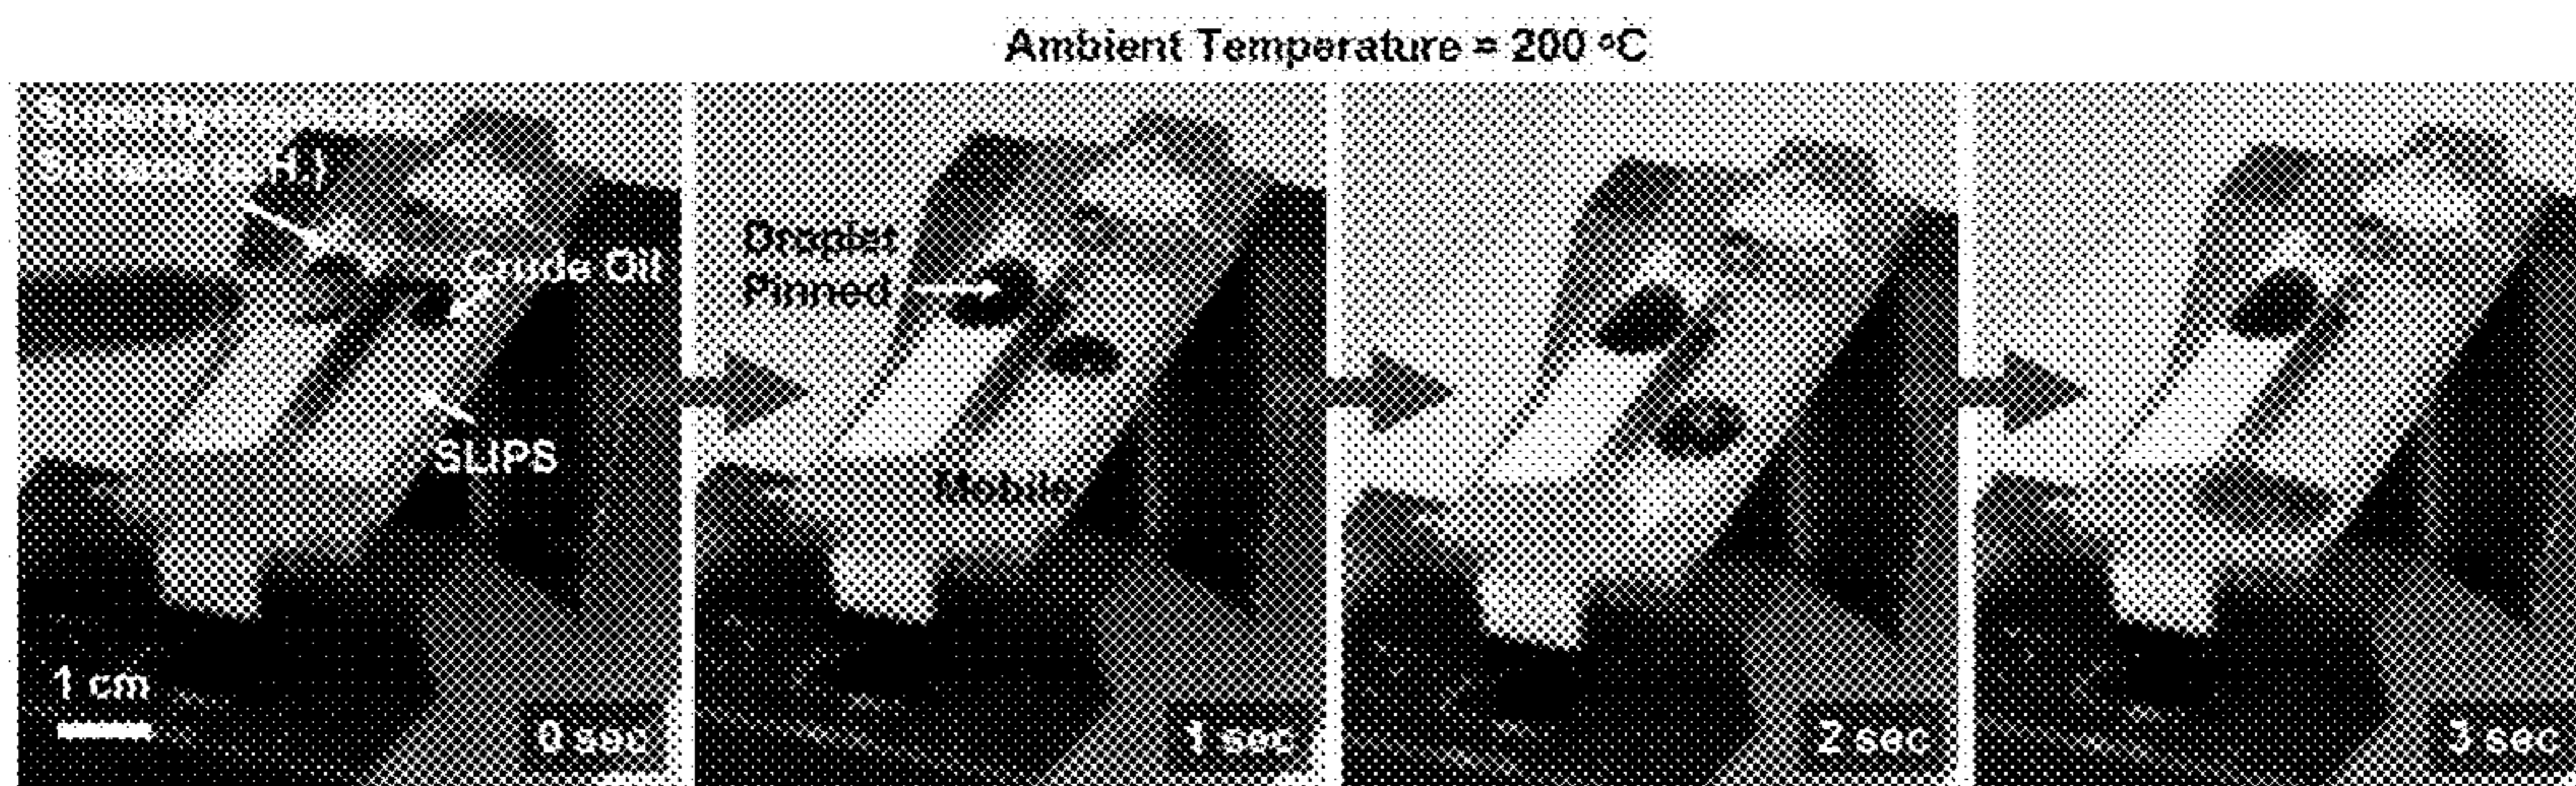 Ambient Temperature = 200 °C
Surface
Crude Oil
SLIPS
1 cm
0 sec
Droplet
Pinned
Mobile
1 sec
2 sec
3 sec